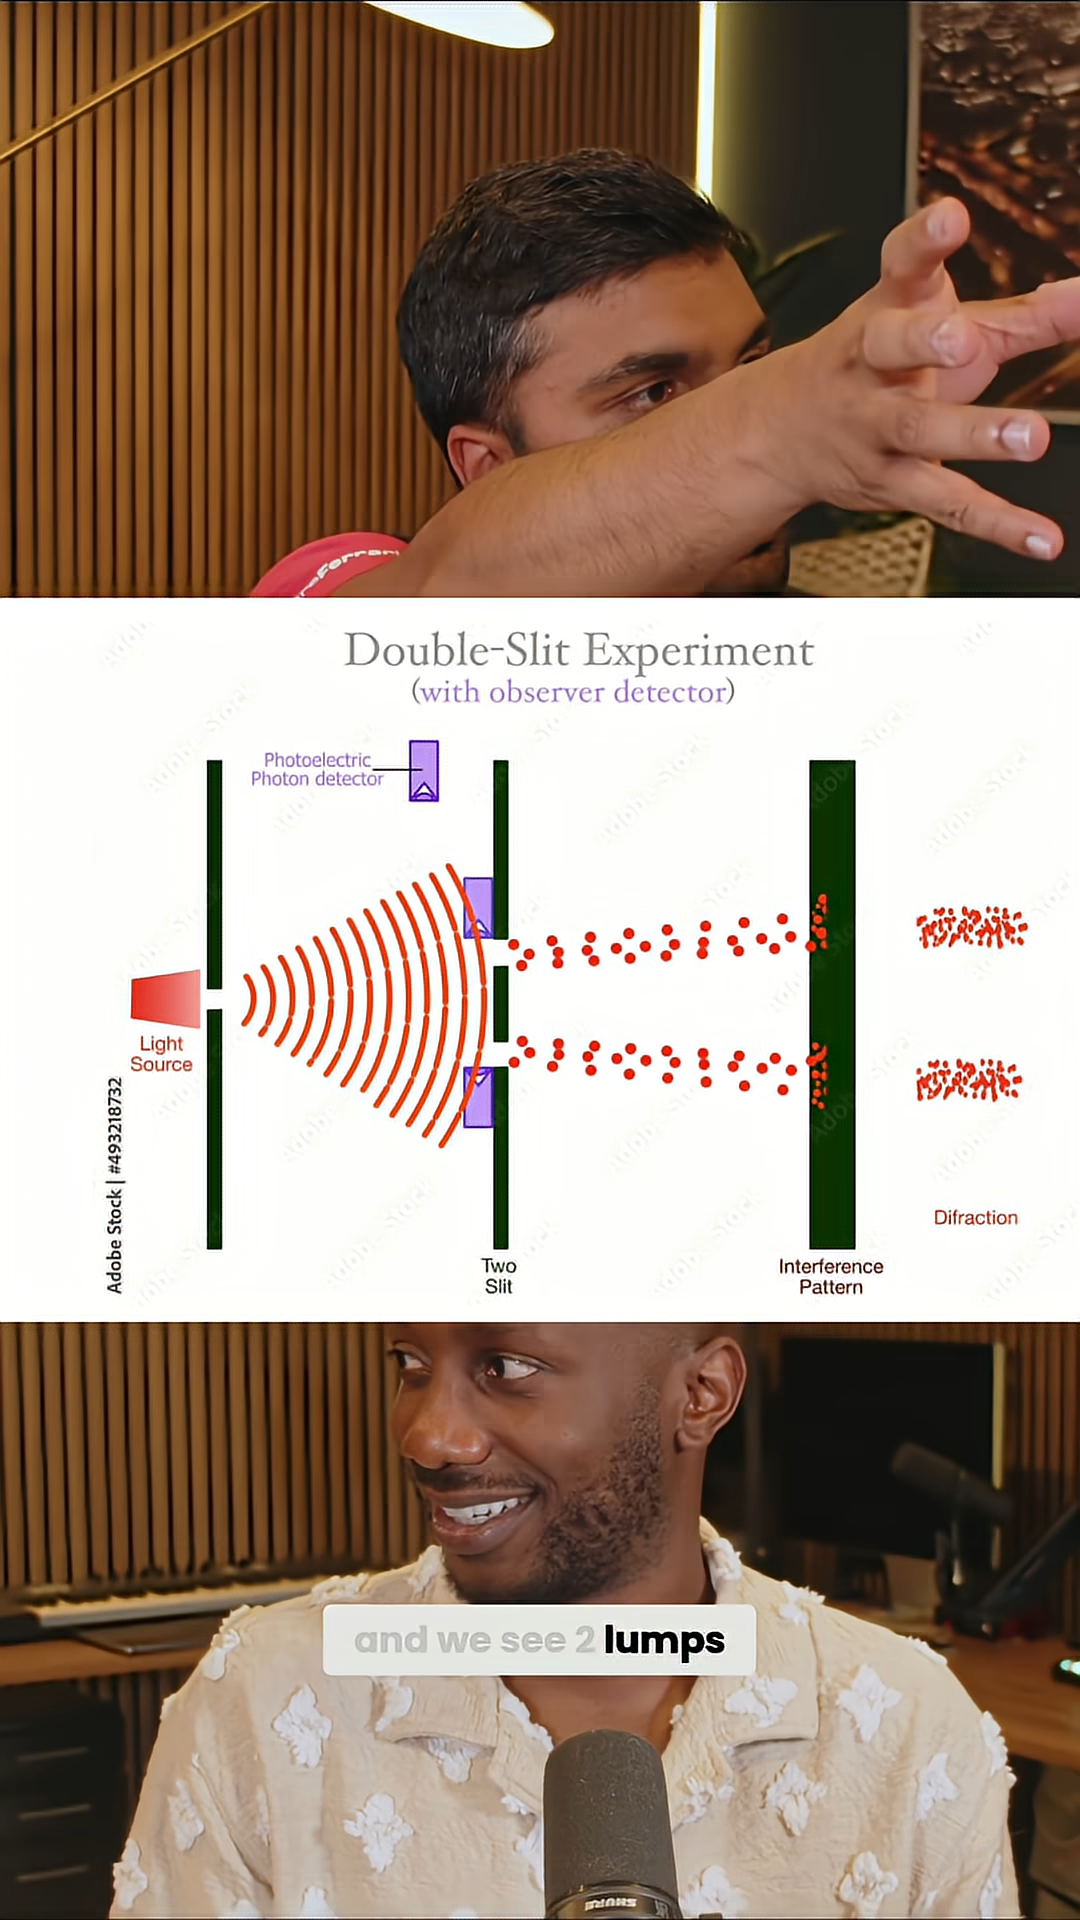 Double-Slit Experiment
(with observer detector)
Photoelectric
Photon detector
Light
Source
Adobe Stock | #493218732
Two
Slit
Interference
Pattern
Difraction
and we see 2 lumps
SHURE